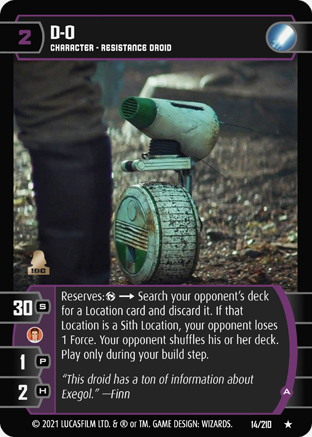 2
D-O
CHARACTER • RESISTANCE DROID
IDC
30 S
1 P
2 H
Reserves: → Search your opponent's deck
for a Location card and discard it. If that
Location is a Sith Location, your opponent loses
1 Force. Your opponent shuffles his or her deck.
Play only during your build step.
"This droid has a ton of information about
Exegol." —Finn
A
© 2021 LUCASFILM LTD. & ® or TM. GAME DESIGN: WIZARDS. 14/210 ★